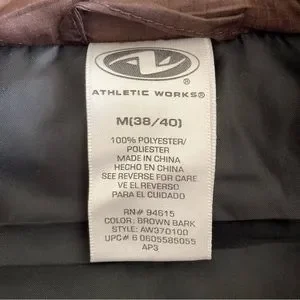 ATHLETIC WORKS®
M(38/40)
100% POLYESTER/
POLIESTER
MADE IN CHINA
HECHO EN CHINA
SEE REVERSE FOR CARE
VE EL REVERSO
PARA EL CUIDADO
RN# 94615
COLOR: BROWN BARK
STYLE: AW370100
UPC# 6 0605585055
AP3